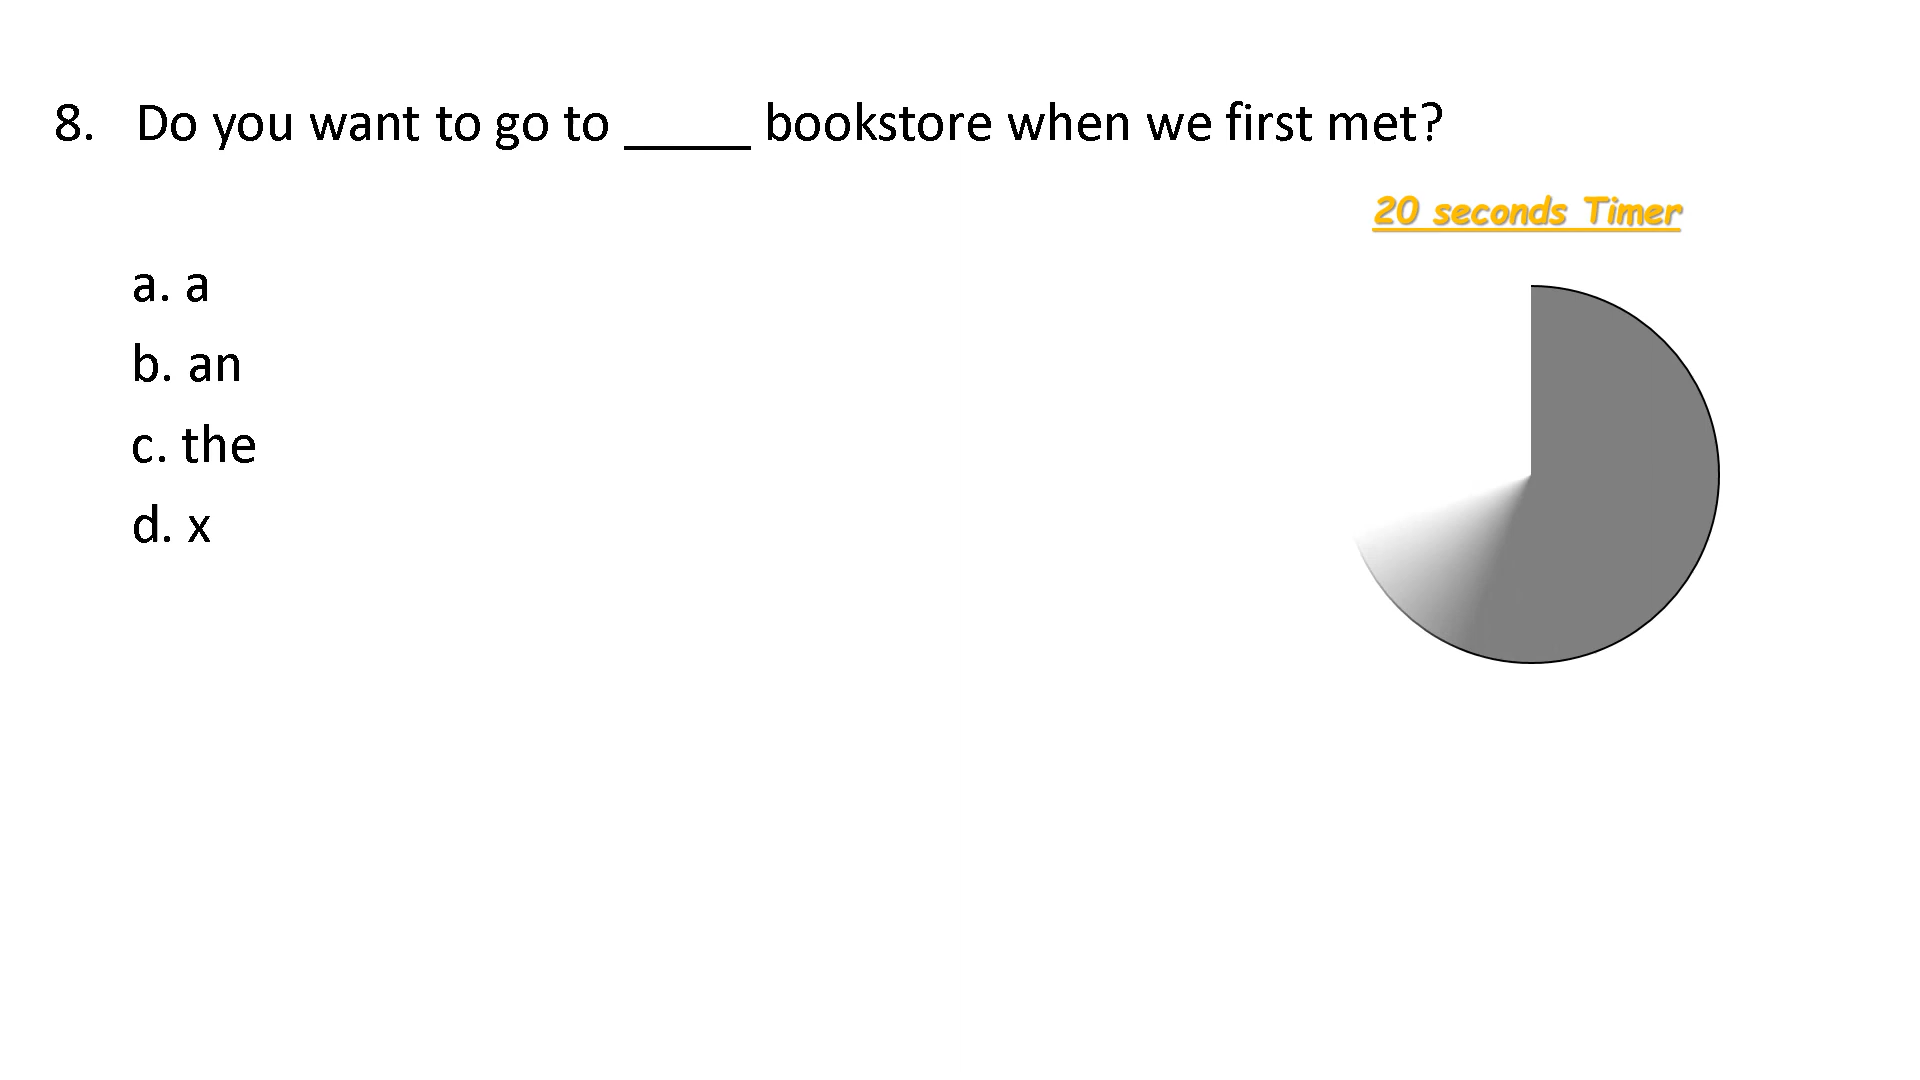 8. Do you want to go to _____ bookstore when we first met?
20 seconds Timer
a. a
b. an
c. the
d. x